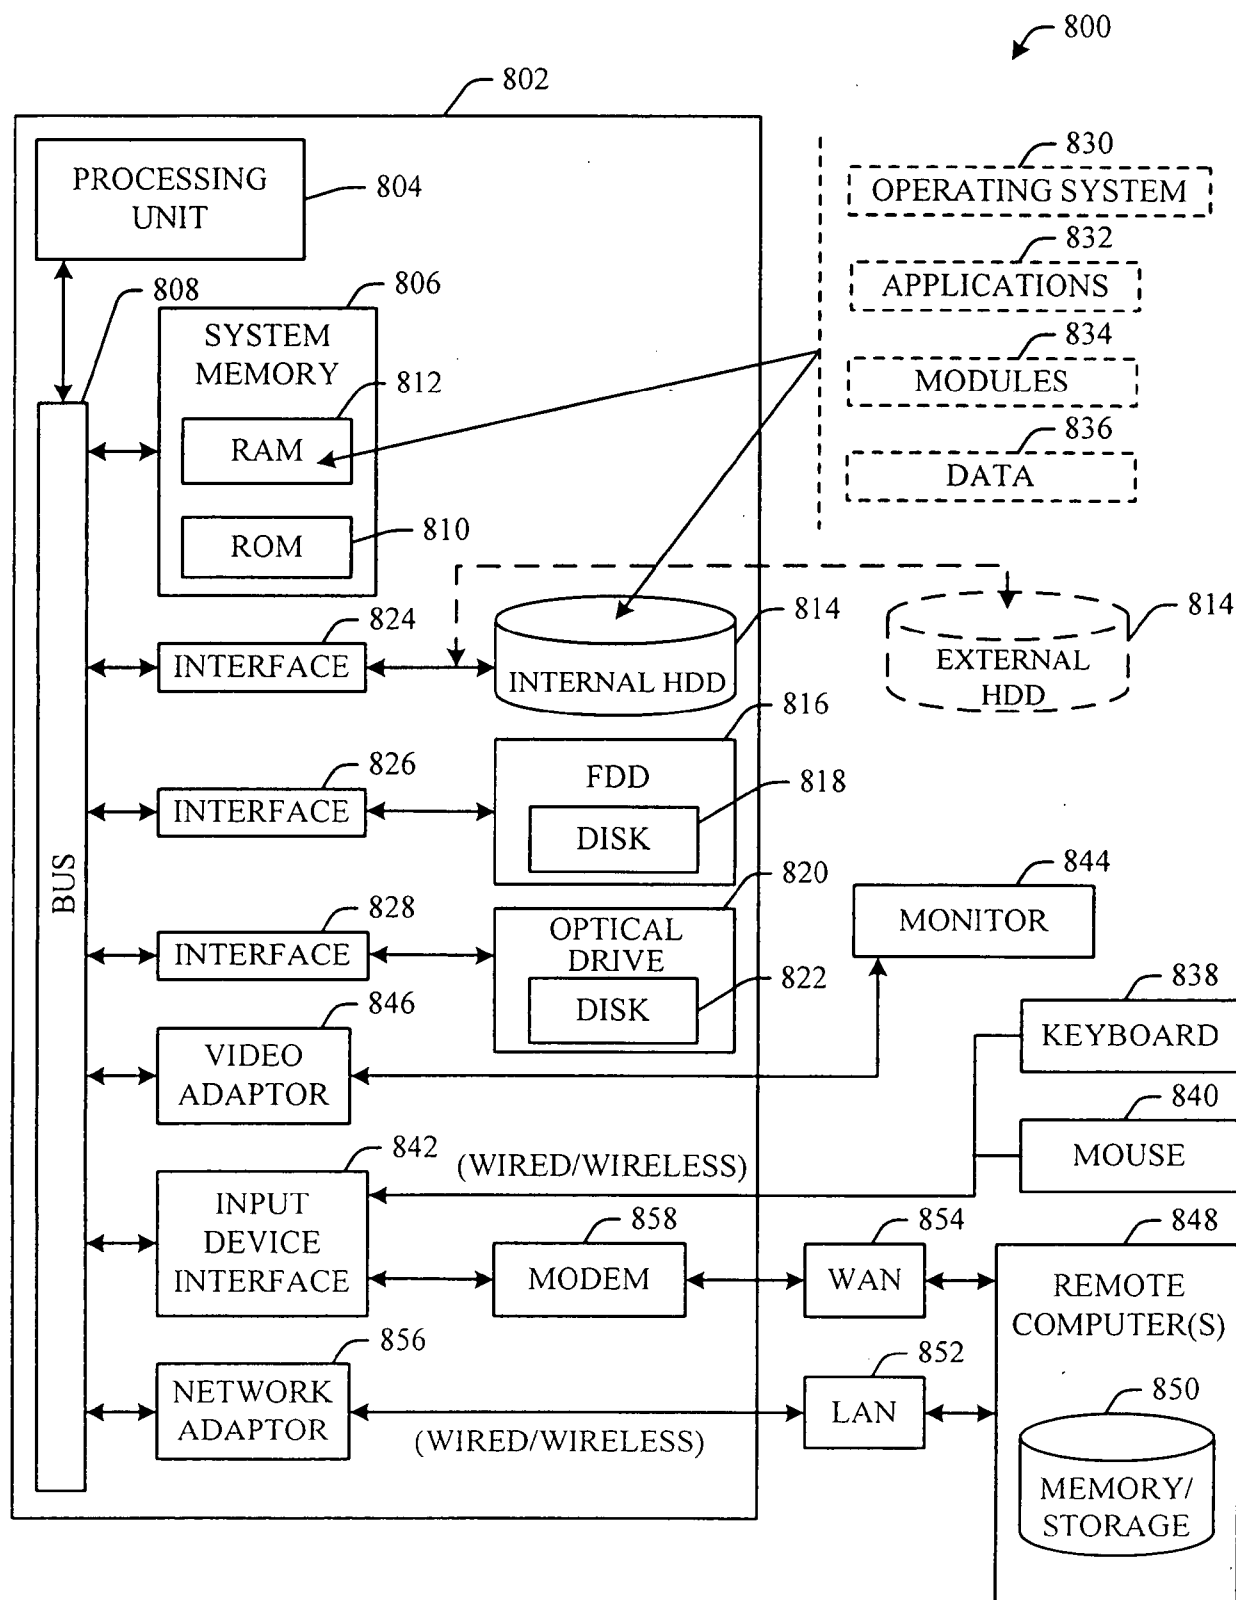 800
802
PROCESSING
UNIT
804
830
OPERATING SYSTEM
832
APPLICATIONS
834
MODULES
836
DATA
808
806
SYSTEM
MEMORY
812
RAM
810
ROM
824
INTERFACE
814
INTERNAL HDD
814
EXTERNAL
HDD
816
FDD
826
INTERFACE
818
DISK
BUS
820
OPTICAL
DRIVE
828
INTERFACE
822
DISK
844
MONITOR
838
KEYBOARD
846
VIDEO
ADAPTOR
840
MOUSE
842
(WIRED/WIRELESS)
INPUT
DEVICE
INTERFACE
858
MODEM
854
WAN
848
REMOTE
COMPUTER(S)
856
NETWORK
ADAPTOR
(WIRED/WIRELESS)
852
LAN
850
MEMORY/
STORAGE